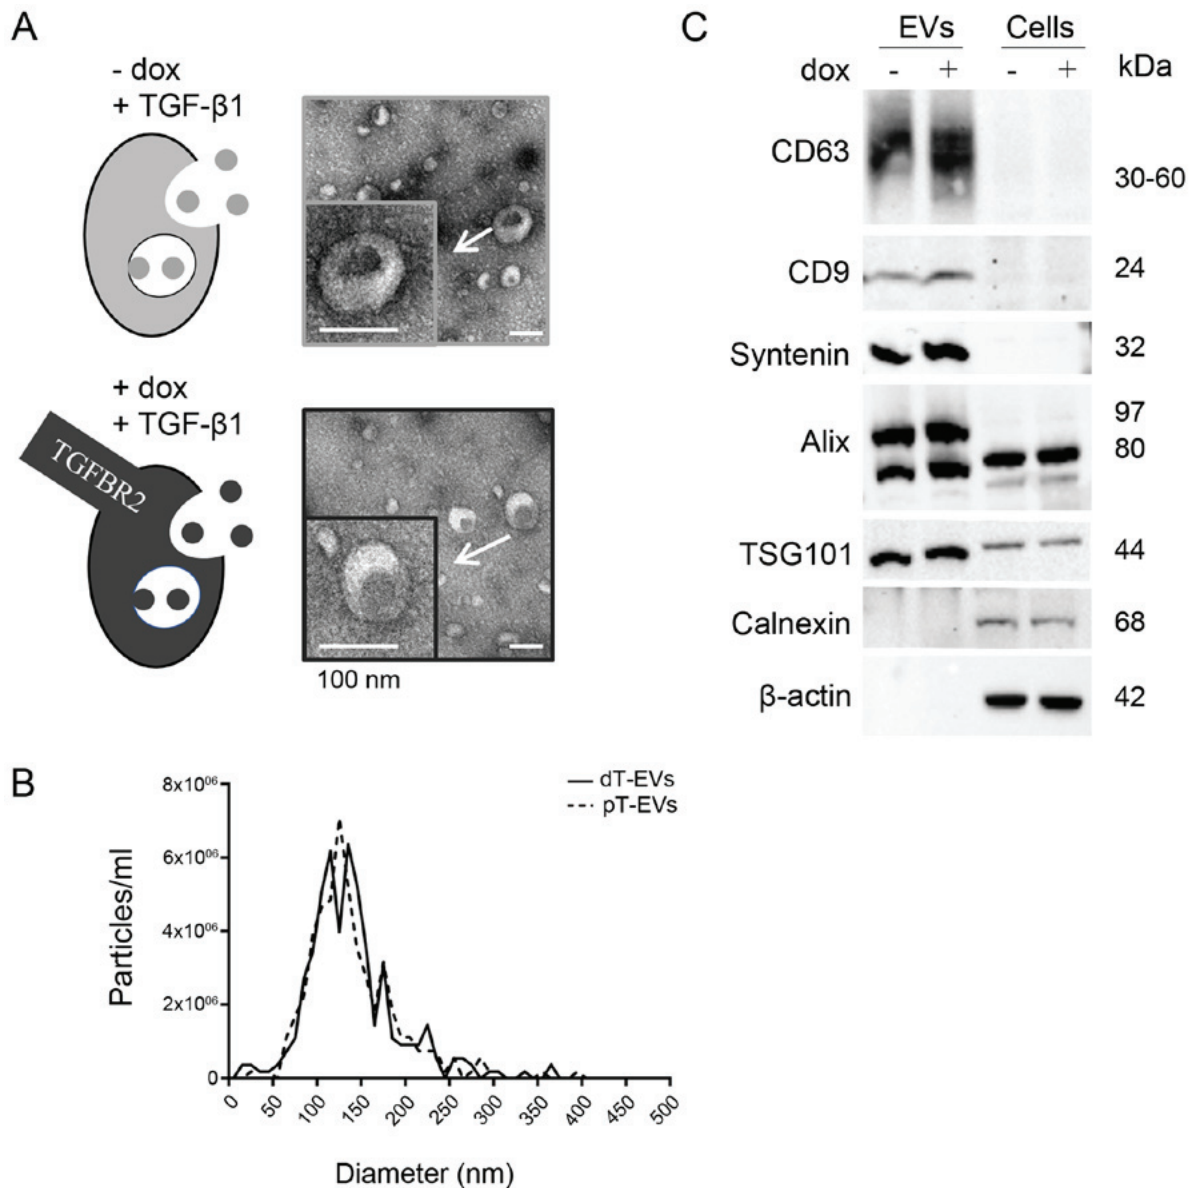 A
- dox
+ TGF-β1
+ dox
+ TGF-β1
TGFBR2
100 nm
B
8x10⁰⁶
6x10⁰⁶
4x10⁰⁶
2x10⁰⁶
0
Particles/ml
dT-EVs
pT-EVs
0 50 100 150 200 250 300 350 400 450 500
Diameter (nm)
C
EVs Cells
dox - + - + kDa
CD63 30-60
CD9 24
Syntenin 32
97
Alix 80
TSG101 44
Calnexin 68
β-actin 42